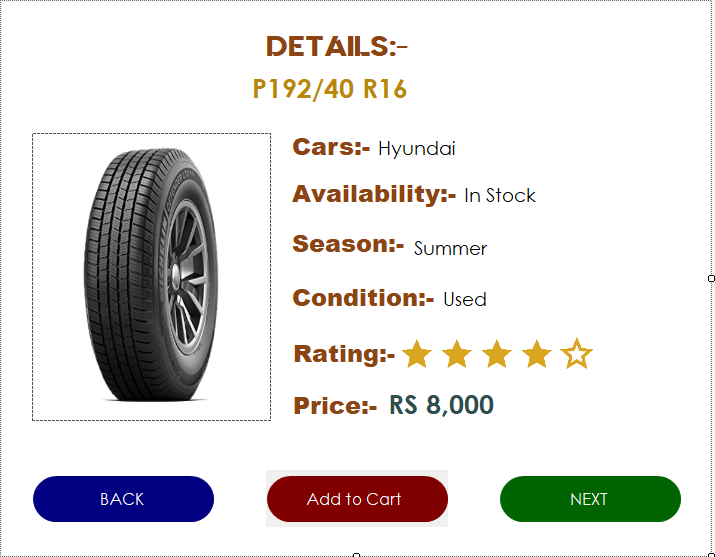 DETAILS:-
P192/40 R16
Cars:- Hyundai
Availability:- In Stock
Season:- Summer
Condition:- Used
Rating:-
Price:- RS 8,000
BACK
Add to Cart
NEXT